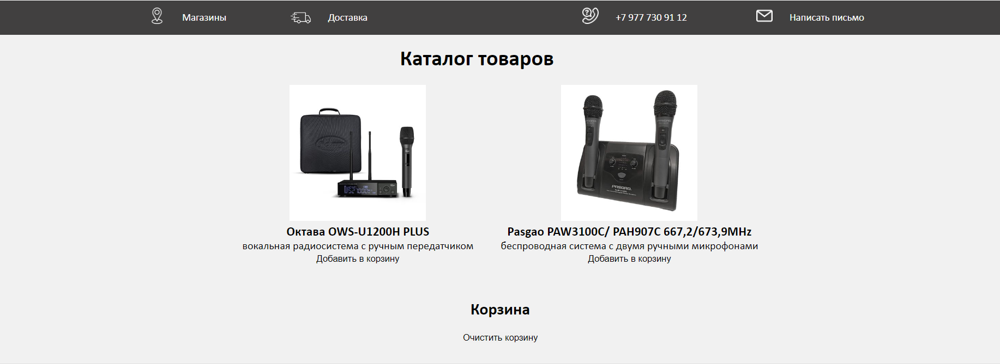 Магазины
Доставка
+7 977 730 91 12
Написать письмо
Каталог товаров
PASGAO.
Октава OWS-U1200H PLUS
Pasgao PAW3100C/ PAH907C 667,2/673,9MHz
вокальная радиосистема с ручным передатчиком
беспроводная система с двумя ручными микрофонами
Добавить в корзину
Добавить в корзину
Корзина
Очистить корзину